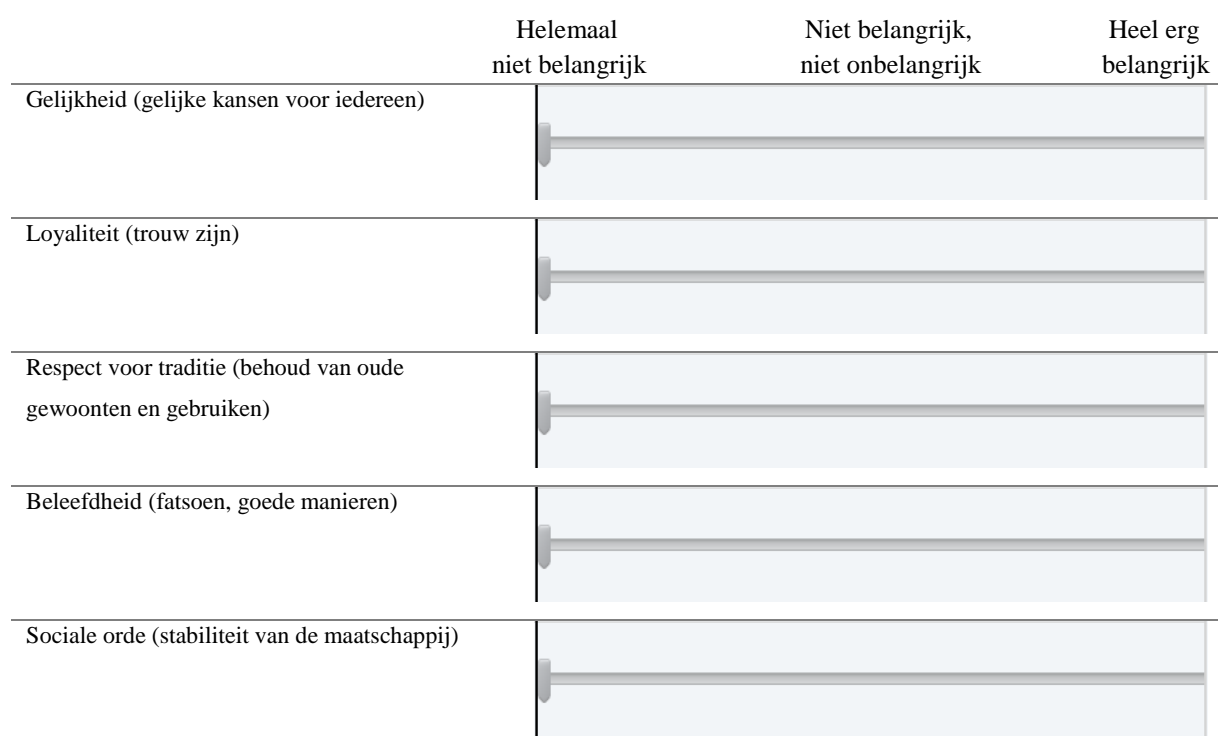 Helemaal
niet belangrijk
Niet belangrijk,
niet onbelangrijk
Heel erg
belangrijk
Gelijkheid (gelijke kansen voor iedereen)
Loyaliteit (trouw zijn)
Respect voor traditie (behoud van oude
gewoonten en gebruiken)
Beleefdheid (fatsoen, goede manieren)
Sociale orde (stabiliteit van de maatschappij)